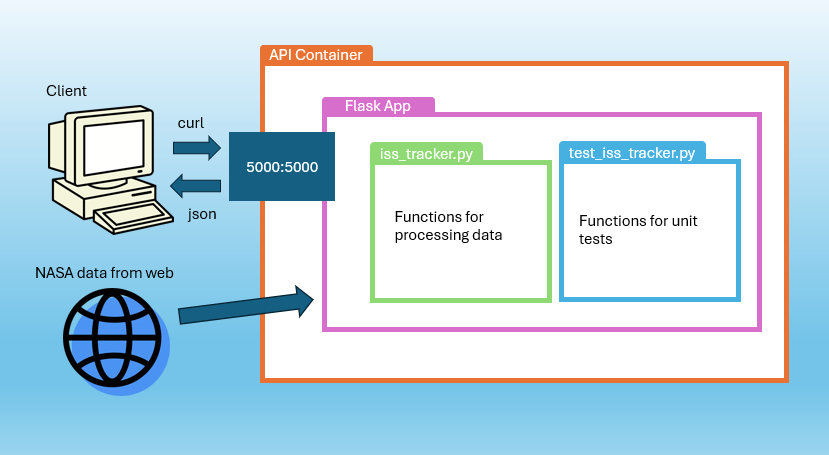 API Container
Client
Flask App
curl
iss_tracker.py
test_iss_tracker.py
5000:5000
json
Functions for
processing data
Functions for unit
tests
NASA data from web